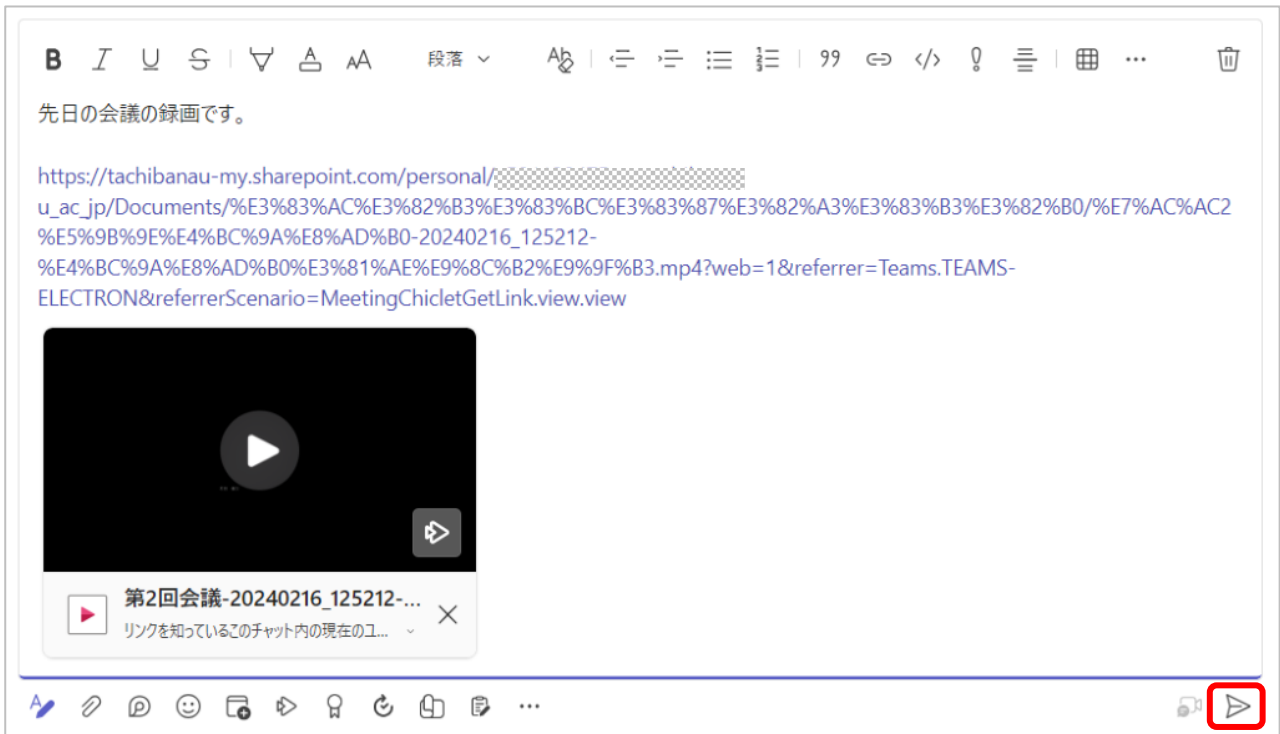 B I U S A AA 段落 Ab 99 </>
先日の会議の録画です。
https://tachibanau-my.sharepoint.com/personal/
u_ac_jp/Documents/%E3%83%AC%E3%82%B3%E3%83%BC%E3%83%87%E3%82%A3%E3%83%B3%E3%82%B0/%E7%AC%AC2
%E5%9B%9E%E4%BC%9A%E8%AD%B0-20240216_125212-
%E4%BC%9A%E8%AD%B0%E3%81%AE%E9%8C%B2%E9%9F%B3.mp4?web=1&referrer=Teams.TEAMS-
ELECTRON&referrerScenario=MeetingChicletGetLink.view.view
第2回会議-20240216_125212-...
リンクを知っているこのチャット内の現在のユ...